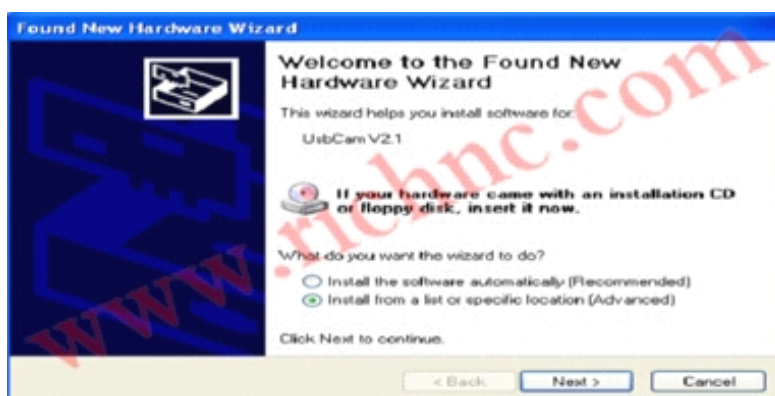 Found New Hardware Wizard
Welcome to the Found New
Hardware Wizard
This wizard helps you install software for:
UsbCam V2.1
If your hardware came with an installation CD
or floppy disk, insert it now.
What do you want the wizard to do?
Install the software automatically (Recommended)
Install from a list or specific location (Advanced)
Click Next to continue.
< Back
Next >
Cancel
www.richnc.com